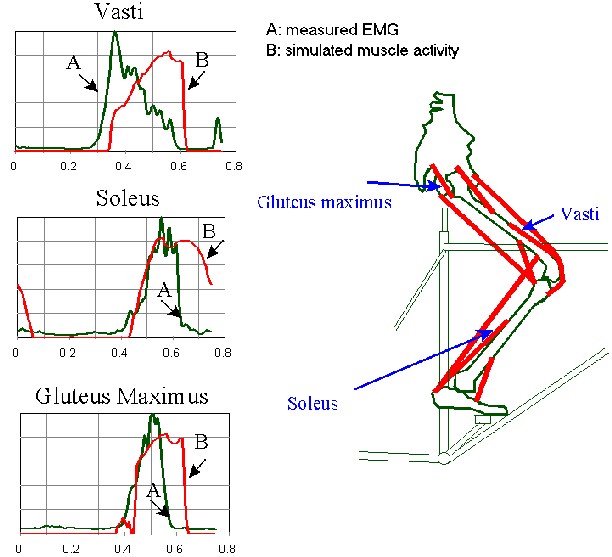 Vasti
A: measured EMG
B: simulated muscle activity
A
B
0 0.2 0.4 0.6 0.8
Soleus
B
A
0 0.2 0.4 0.6 0.8
Gluteus Maximus
B
A
0 0.2 0.4 0.6 0.8
Gluteus maximus
Vasti
Soleus